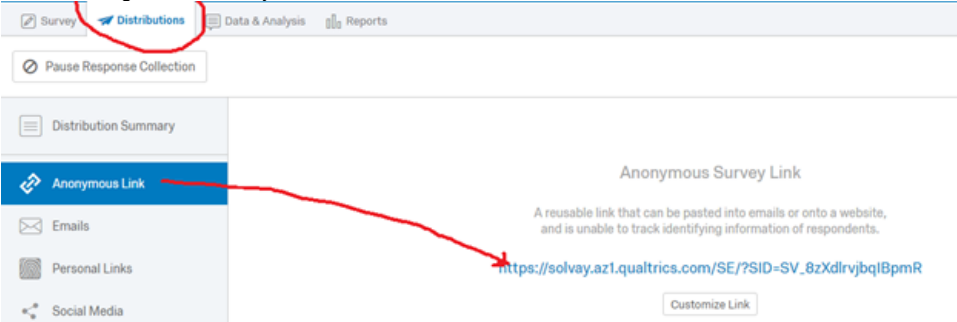 Survey Distributions Data & Analysis Reports
Pause Response Collection
Distribution Summary
Anonymous Link
Emails
Personal Links
Social Media
Anonymous Survey Link
A reusable link that can be pasted into emails or onto a website,
and is unable to track identifying information of respondents.
https://solvay.az1.qualtrics.com/SE/?SID=SV_8zXdlrvjbqIBpmR
Customize Link